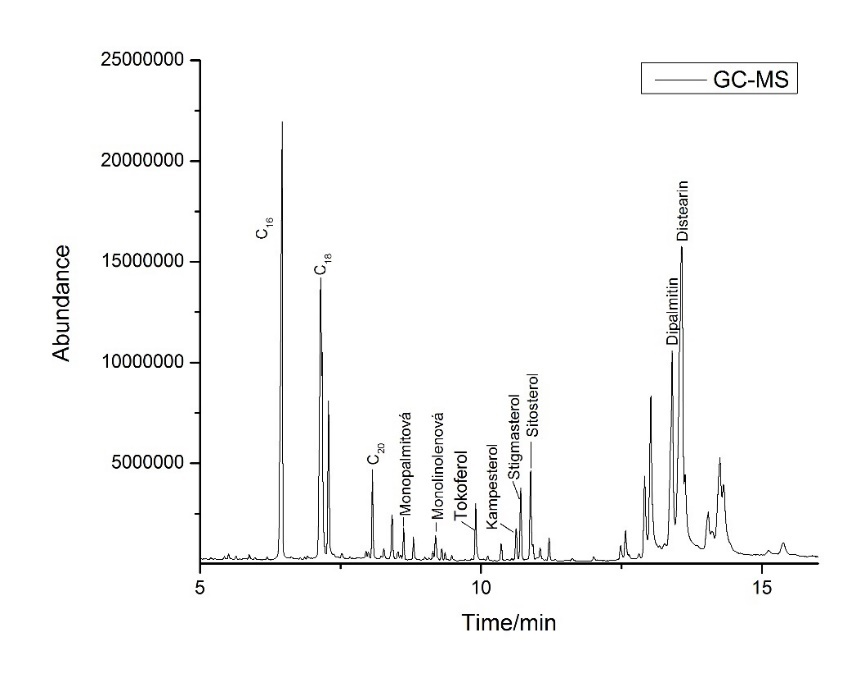 25000000
GC-MS
20000000
15000000
10000000
5000000
Abundance
C₁₆
C₁₈
C₂₀
Monopalmitová
Monolinolenová
Tokoferol
Kampesterol
Stigmasterol
Sitosterol
Dipalmitin
Distearin
5
10
15
Time/min